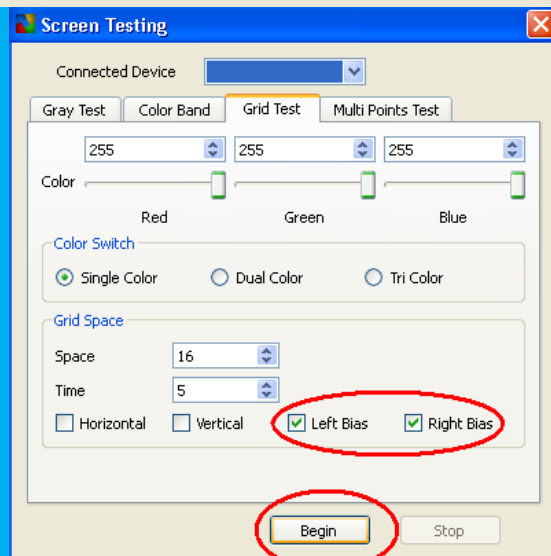 Screen Testing
Connected Device
Gray Test Color Band Grid Test Multi Points Test
255 255 255
Color
Red Green Blue
Color Switch
Single Color Dual Color Tri Color
Grid Space
Space 16
Time 5
Horizontal Vertical Left Bias Right Bias
Begin Stop